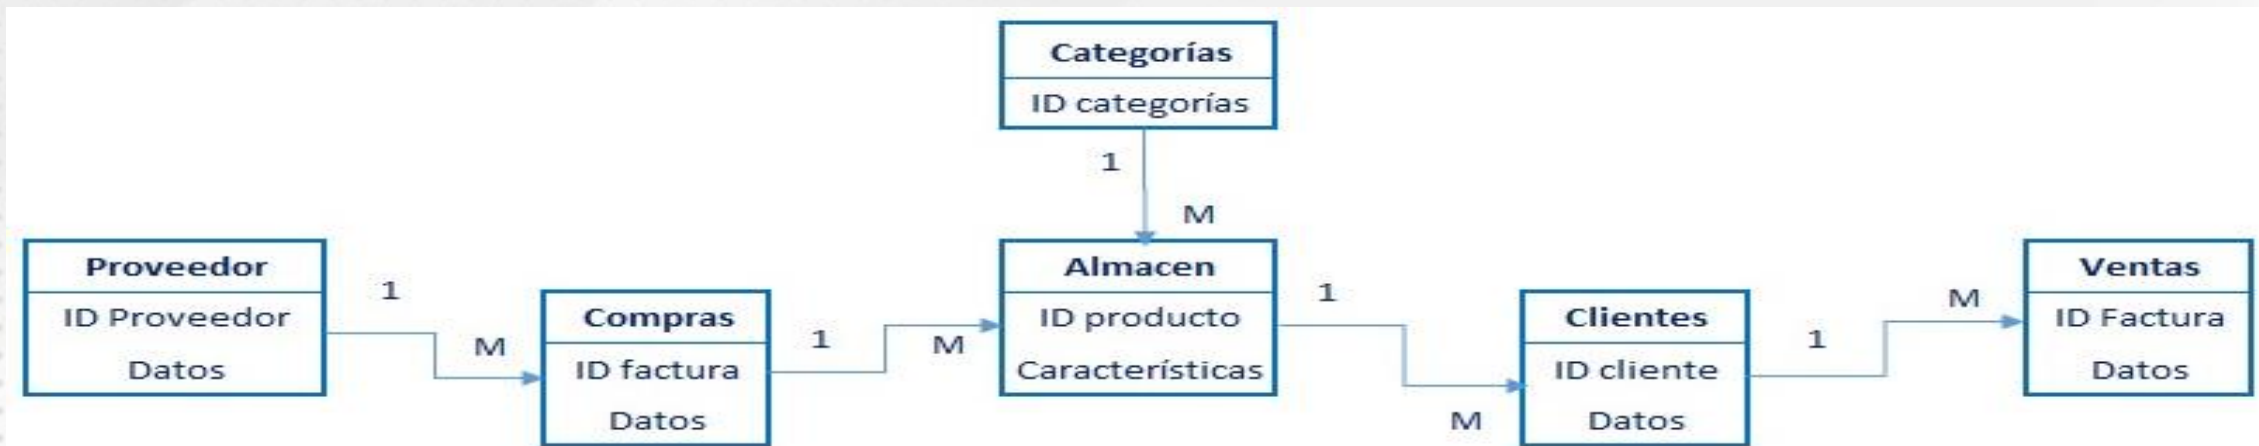 Categorías
ID categorías
1
M
Proveedor
ID Proveedor
Datos
1
M
Compras
ID factura
Datos
1
M
Almacen
ID producto
Características
1
M
Clientes
ID cliente
Datos
1
M
Ventas
ID Factura
Datos